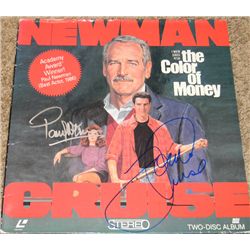 NEWMAN
Academy
Award
Winner
Paul Newman
Best Actor, 1986
the Color
of Money
CRUISE
STEREO
TWO-DISC ALBUM